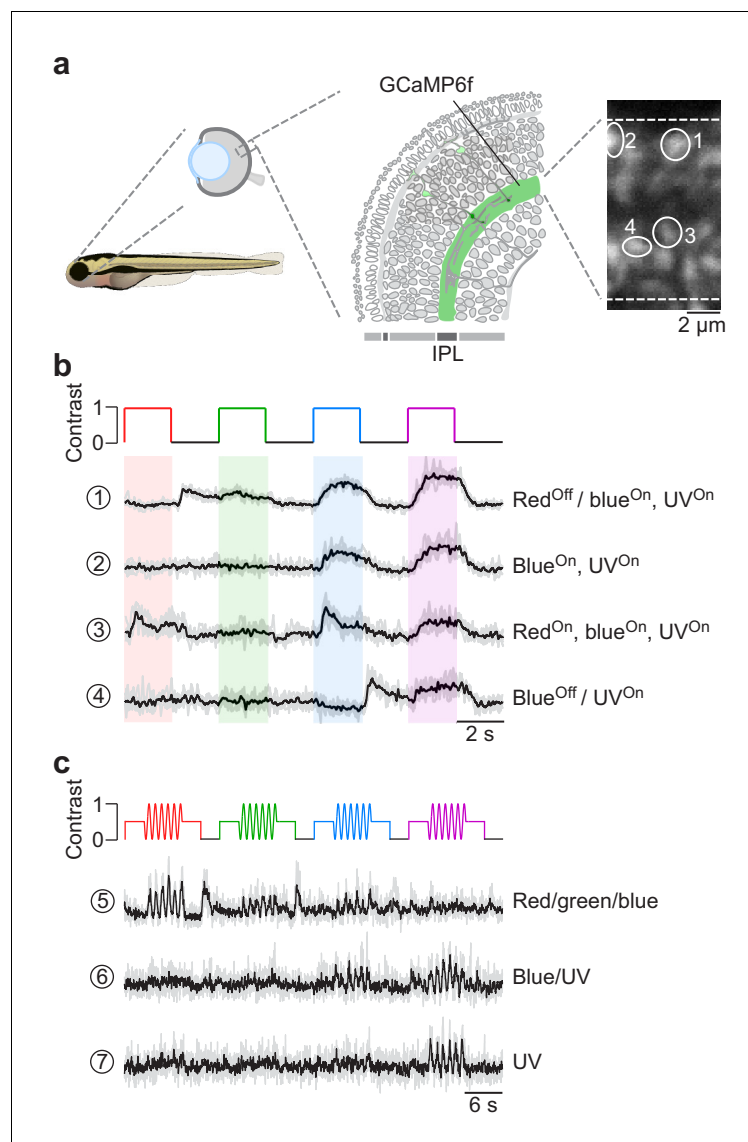 a
GCaMP6f
2
1
4
3
2 µm
IPL
b
Contrast
1
0
1
Red^Off / blue^On, UV^On
2
Blue^On, UV^On
3
Red^On, blue^On, UV^On
4
Blue^Off / UV^On
2 s
c
Contrast
1
0
5
Red/green/blue
6
Blue/UV
7
UV
6 s